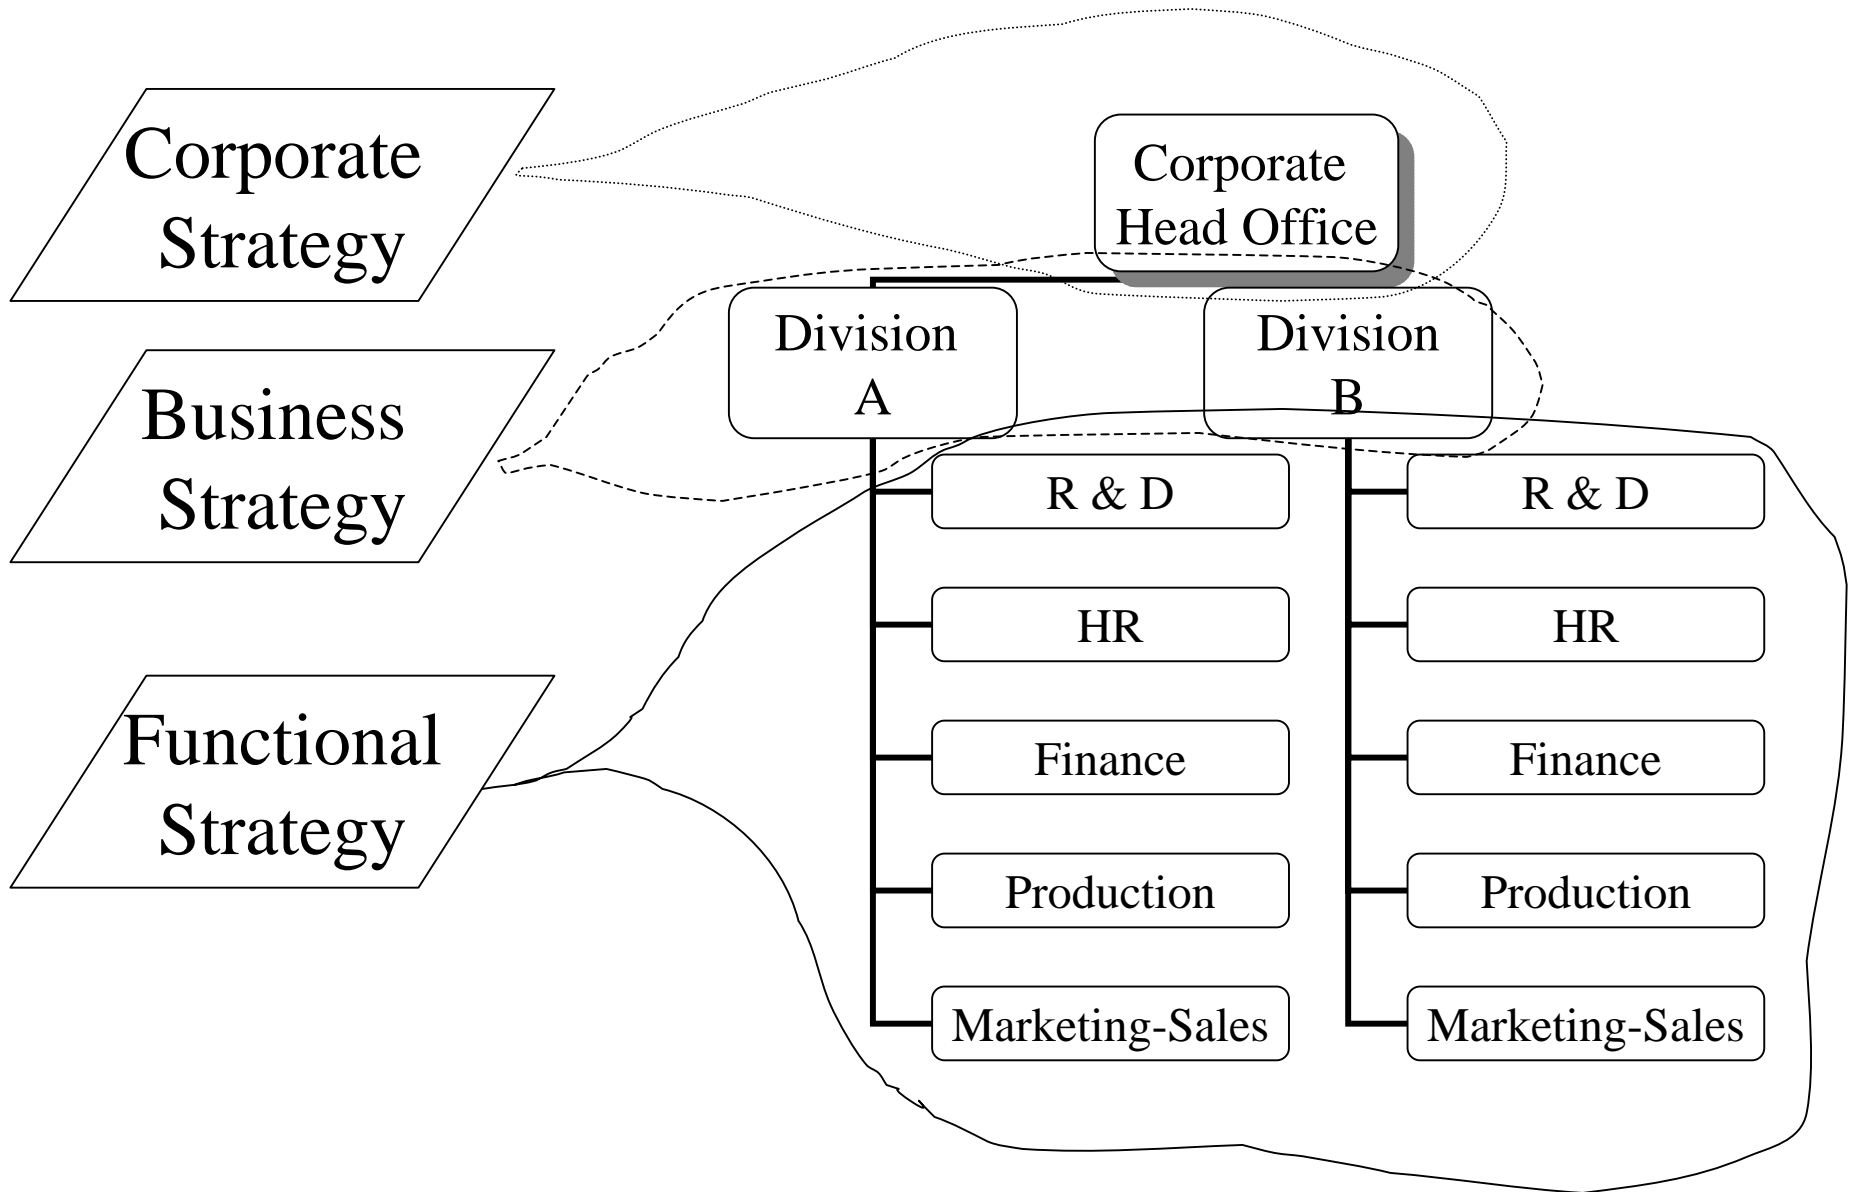 Corporate
Strategy
Corporate
Head Office
Business
Strategy
Division
A
Division
B
Functional
Strategy
R & D
HR
Finance
Production
Marketing-Sales
R & D
HR
Finance
Production
Marketing-Sales